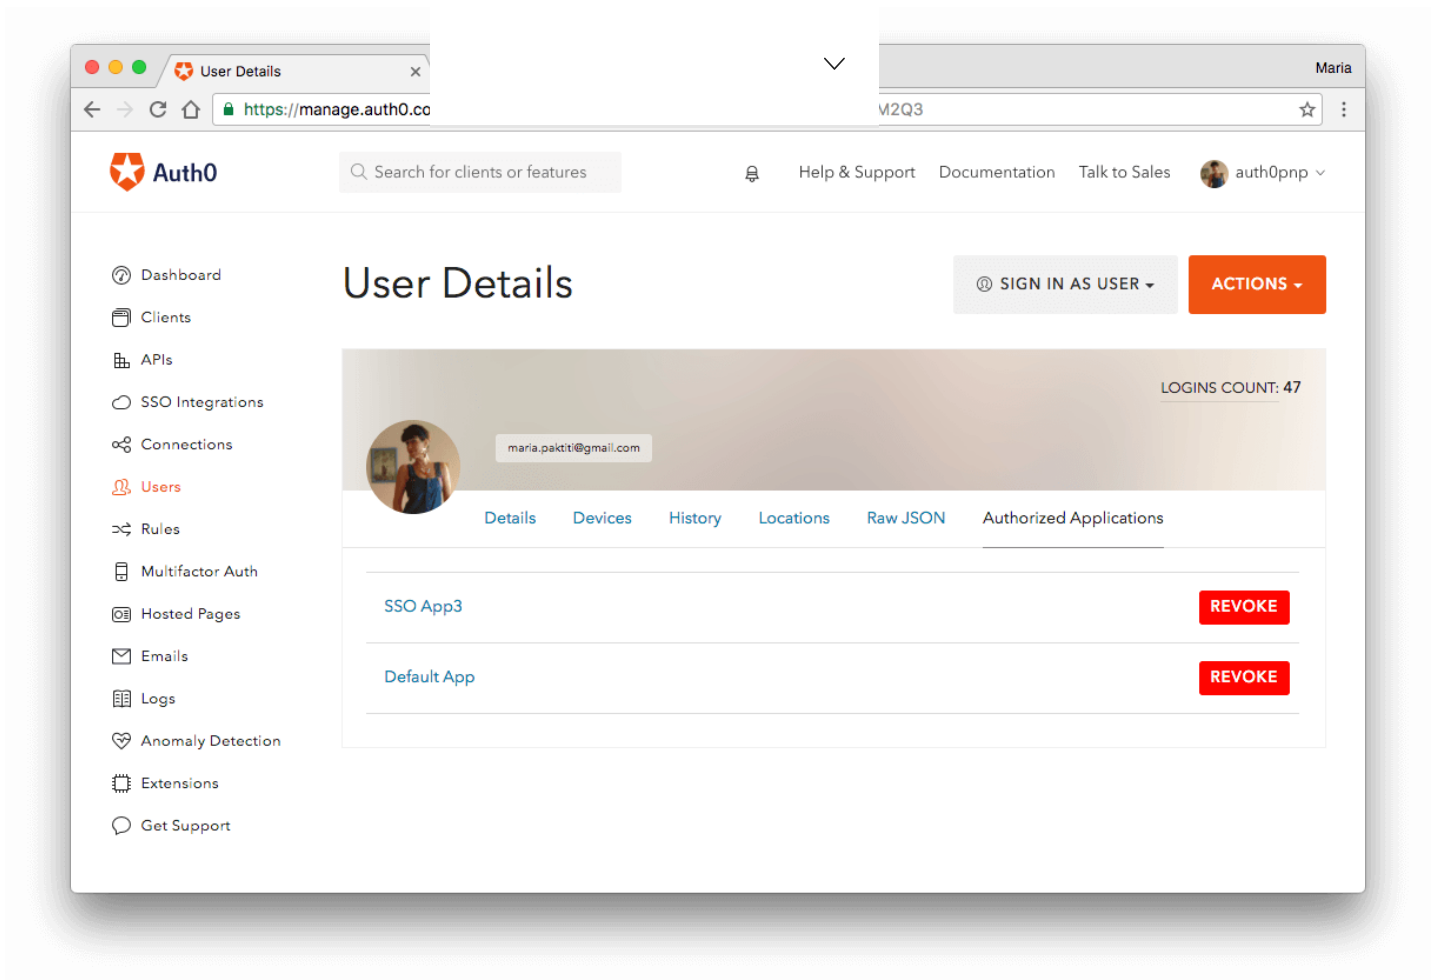 User Details
Maria
https://manage.auth0.co
M2Q3
Auth0
Search for clients or features
Help & Support
Documentation
Talk to Sales
auth0pnp
Dashboard
Clients
APIs
SSO Integrations
Connections
Users
Rules
Multifactor Auth
Hosted Pages
Emails
Logs
Anomaly Detection
Extensions
Get Support
User Details
SIGN IN AS USER
ACTIONS
LOGINS COUNT: 47
maria.paktiti@gmail.com
Details
Devices
History
Locations
Raw JSON
Authorized Applications
SSO App3
REVOKE
Default App
REVOKE